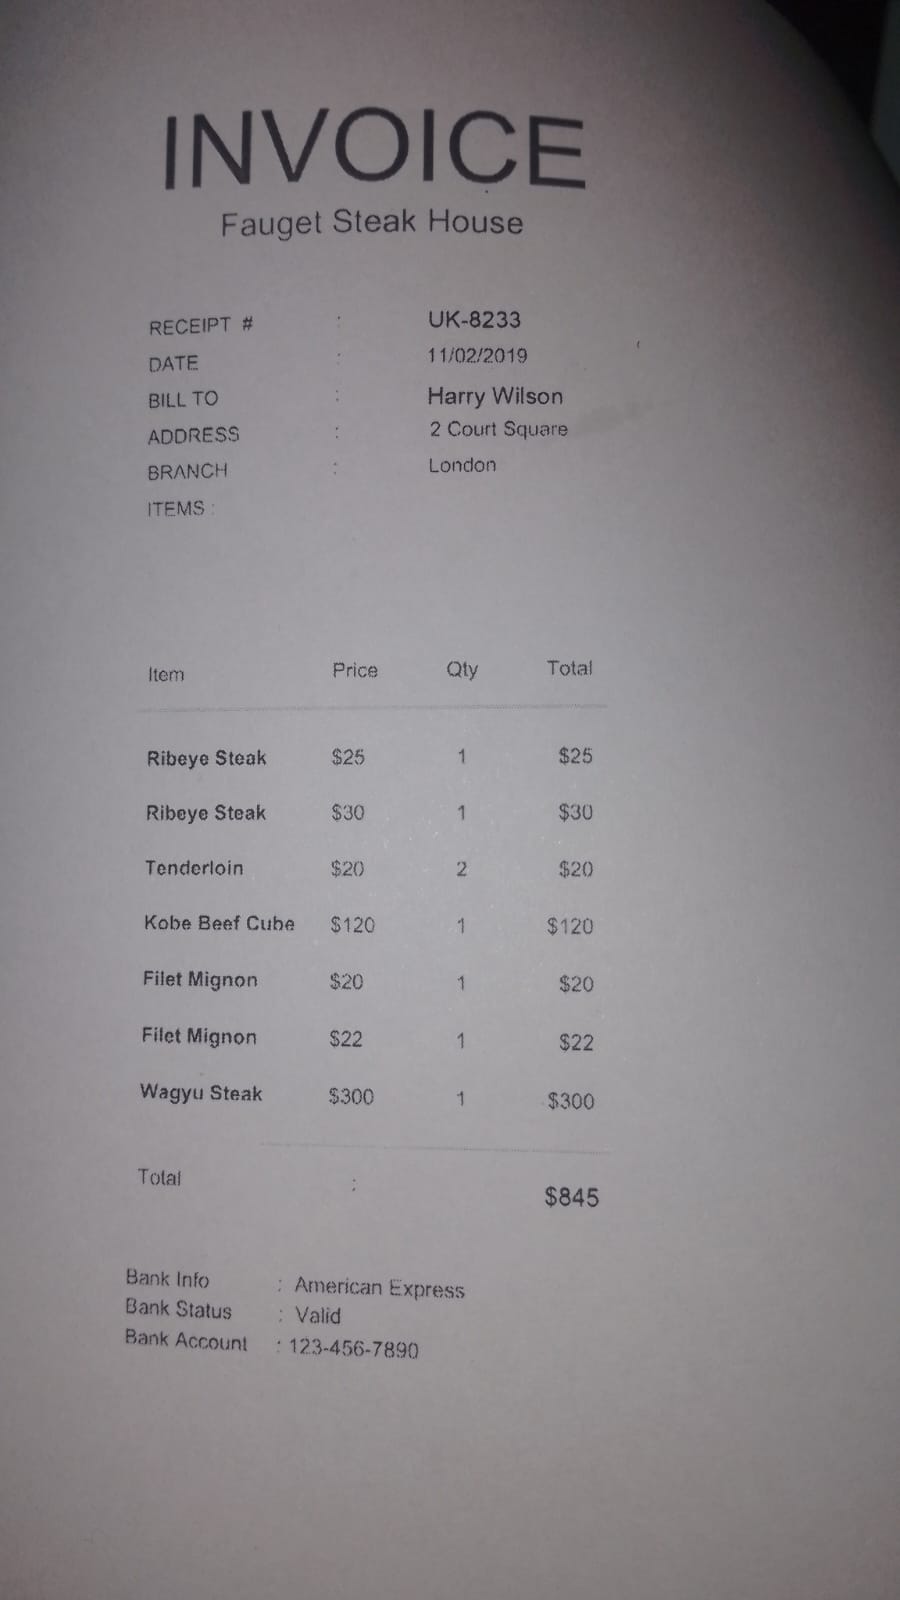 INVOICE
Fauget Steak House
RECEIPT # : UK-8233
DATE : 11/02/2019
BILL TO : Harry Wilson
ADDRESS : 2 Court Square
BRANCH : London
ITEMS :
Item Price Qty Total
Ribeye Steak $25 1 $25
Ribeye Steak $30 1 $30
Tenderloin $20 2 $20
Kobe Beef Cube $120 1 $120
Filet Mignon $20 1 $20
Filet Mignon $22 1 $22
Wagyu Steak $300 1 $300
Total : $845
Bank Info : American Express
Bank Status : Valid
Bank Account : 123-456-7890